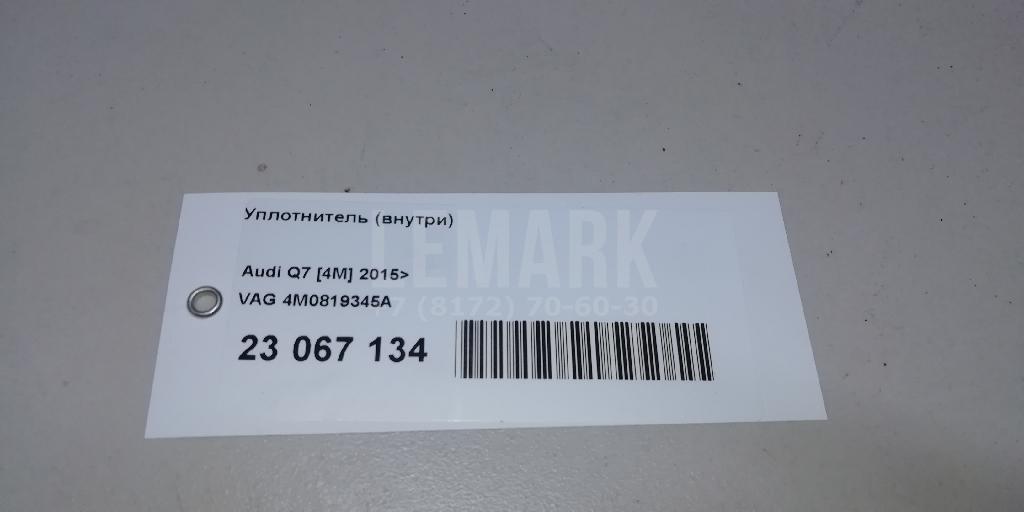 Уплотнитель (внутри)
LEMARK
Audi Q7 [4M] 2015>
VAG 4M0819345A
+7 (8172) 70-60-30
23 067 134